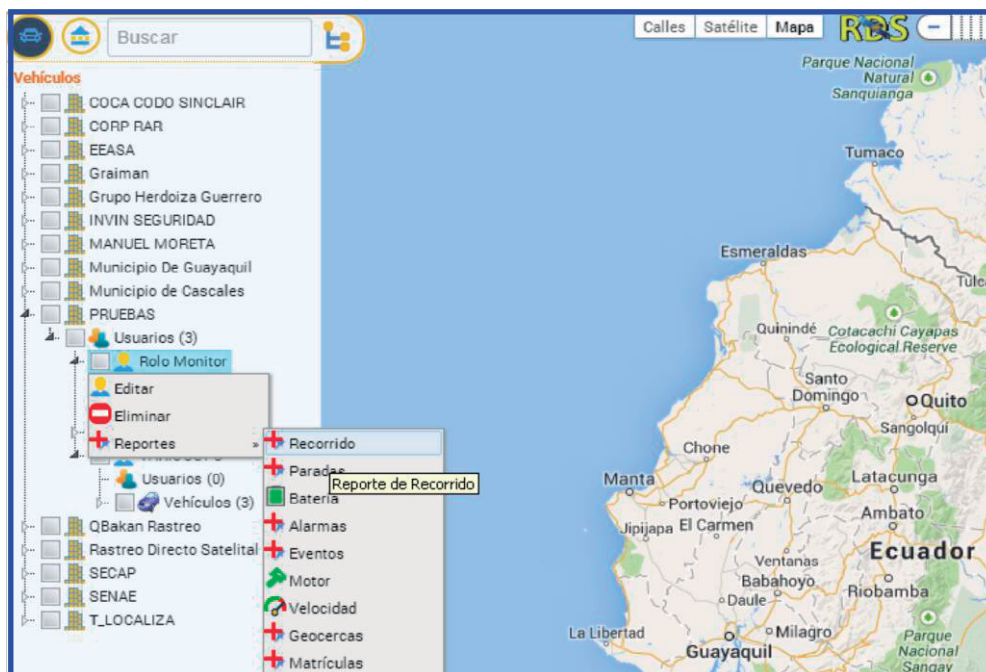 Buscar
Calles Satélite Mapa RDS
Vehículos
COCA CODO SINCLAIR
CORP RAR
EEASA
Graiman
Grupo Herdoiza Guerrero
INVIN SEGURIDAD
MANUEL MORETA
Municipio De Guayaquil
Municipio de Cascales
PRUEBAS
Usuarios (3)
Rolo Monitor
Editar
Eliminar
Reportes »
Recorrido
Paradas
Reporte de Recorrido
Batería
Alarmas
Eventos
Motor
Velocidad
Geocercas
Matrículas
Usuarios (0)
Vehículos (3)
QBakan Rastreo
Rastreo Directo Satelital
SECAP
SENAE
T_LOCALIZA
Parque Nacional
Natural
Sanquianga
Tumaco
Esmeraldas
Quinindé
Cotacachi Cayapas
Ecological Reserve
Santo
Domingo
Quito
Sangolquí
Chone
Manta
Portoviejo
Quevedo
Latacunga
Jipijapa
El Carmen
Ambato
Ecuador
Ventanas
Babahoyo
Daule
Riobamba
La Libertad
Milagro
Guayaquil
Parque
Nacional
Sangay